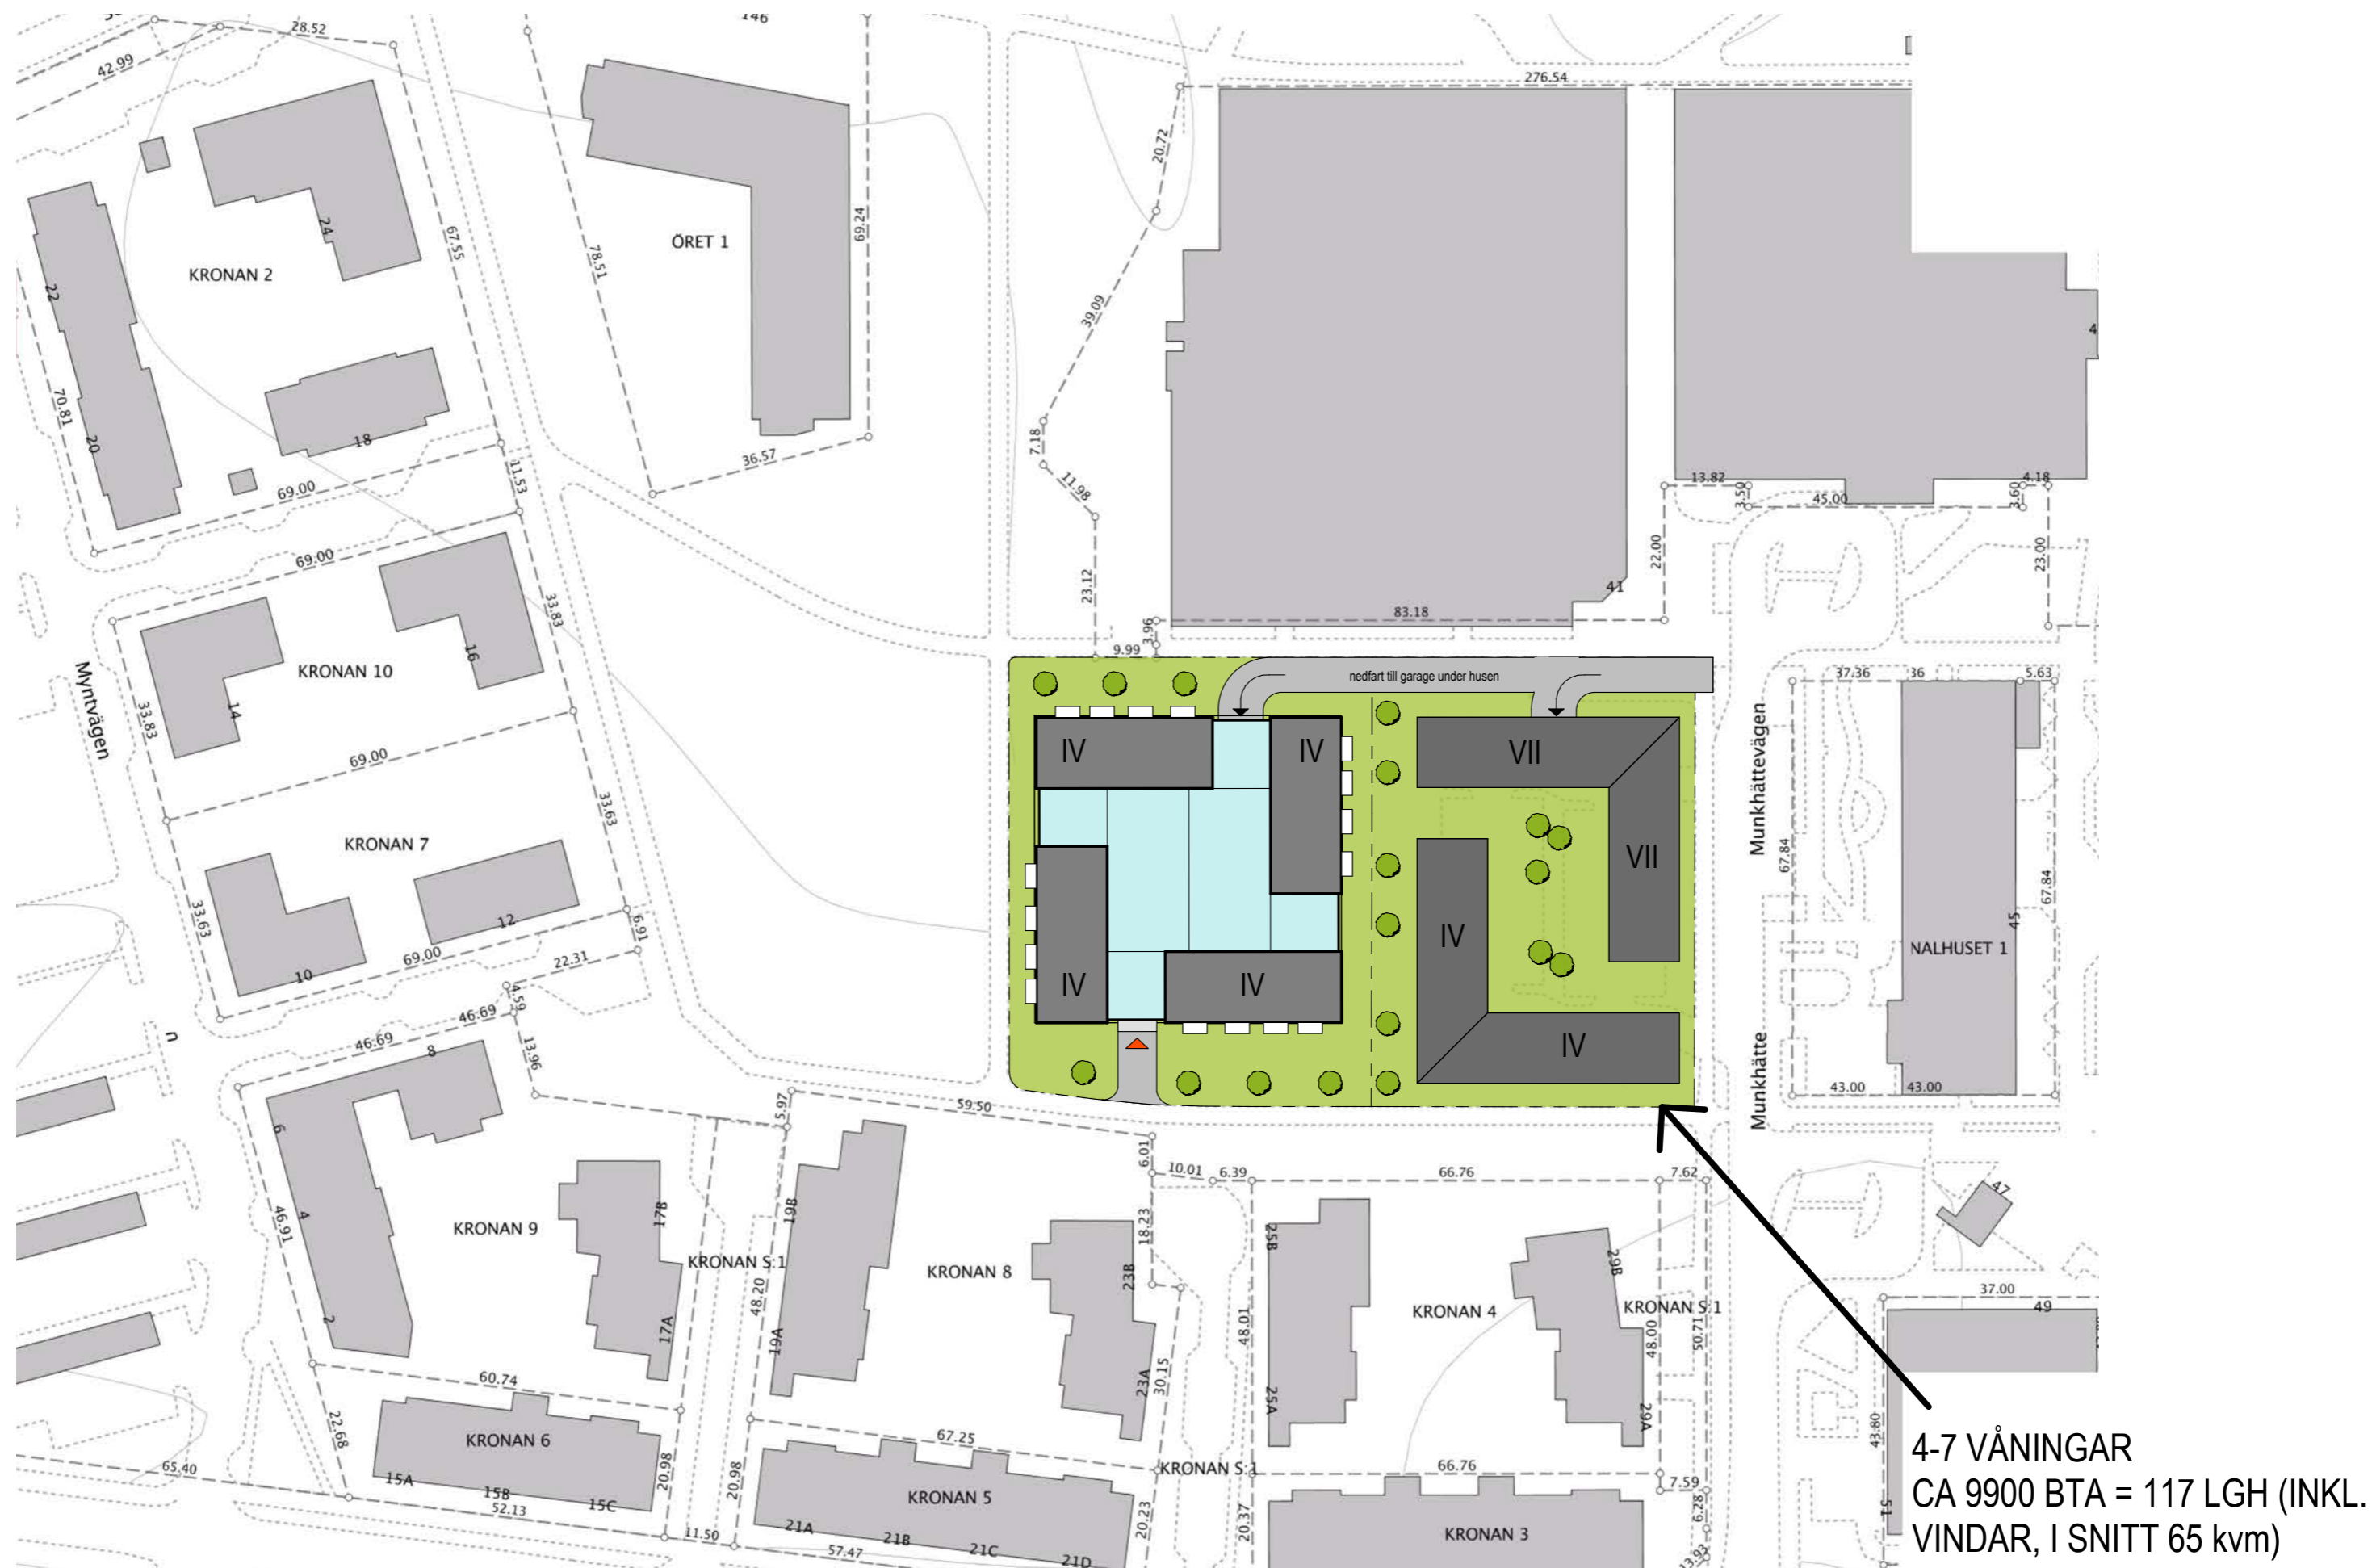 146
28.52
42.99
276.54
20.72
69.24
67.55
24
ÖRET 1
78.51
KRONAN 2
22
39.09
4
70.81
20
18
7.18
36.57
11.53
11.98
69.00
13.82
4.18
3.50
45.00
3.60
69.00
22.00
23.00
23.12
41
33.83
83.18
3.96
9.99
16
KRONAN 10
nedfart till garage under husen
37.36
36
5.63
Myntvägen
14
33.83
69.00
IV
IV
VII
Munkhättevägen
33.63
KRONAN 7
VII
67.84
67.84
33.63
12
6.91
45
IV
NALHUSET 1
69.00
22.31
10
IV
IV
4.59
46.69
n
46.69
8
13.96
IV
Munkhätte
43.00
43.00
5.97
59.50
6
6.01
10.01
6.39
66.76
7.62
47
46.91
4
17B
19B
18.23
KRONAN 9
25B
KRONAN S:1
23B
29B
KRONAN 8
37.00
48.20
49
KRONAN 4
KRONAN S:1
2
17A
19A
48.01
48.00
50.71
60.74
23A
30.15
25A
29A
22.68
43.80
KRONAN 6
67.25
4-7 VÅNINGAR
65.40
KRONAN S:1
66.76
15A
20.98
20.98
7.59
15B
KRONAN 5
CA 9900 BTA = 117 LGH (INKL.
52.13
15C
6.28
51
21A
20.23
20.37
11.50
21B
KRONAN 3
VINDAR, I SNITT 65 kvm)
57.47
21C
21D
13.93